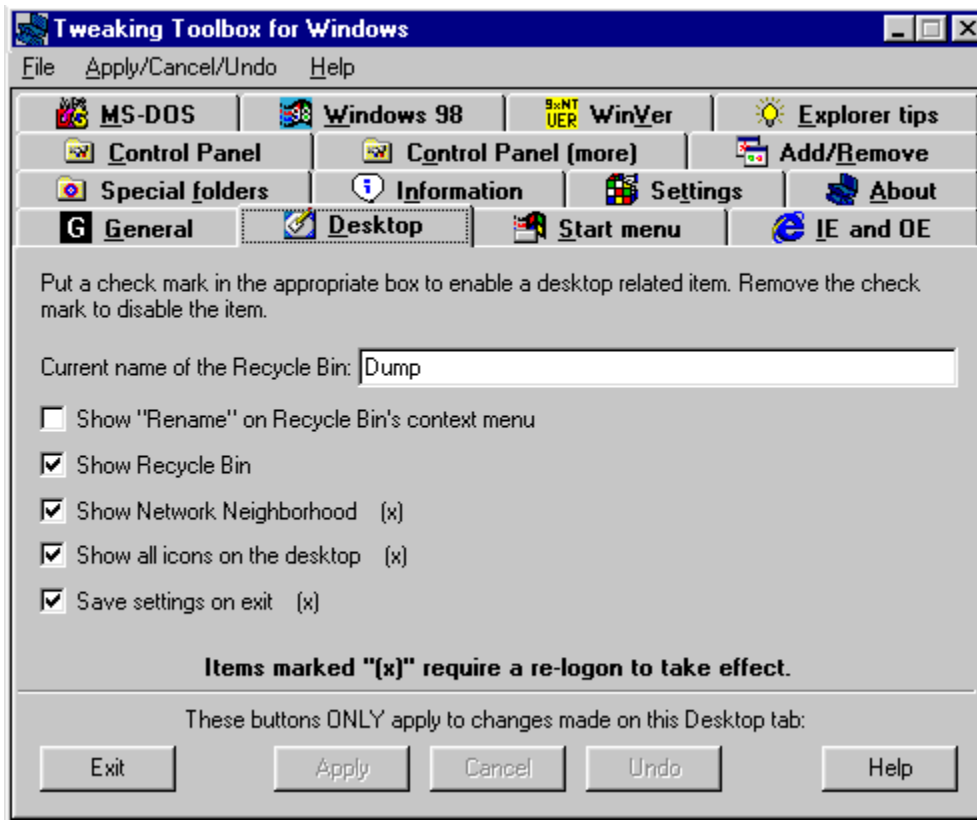 Tweaking Toolbox for Windows
File Apply/Cancel/Undo Help
MS-DOS Windows 98 9xNT VER WinVer Explorer tips
Control Panel Control Panel (more) Add/Remove
Special folders Information Settings About
G General Desktop Start menu IE and OE
Put a check mark in the appropriate box to enable a desktop related item. Remove the check
mark to disable the item.
Current name of the Recycle Bin: Dump
Show "Rename" on Recycle Bin's context menu
Show Recycle Bin
Show Network Neighborhood (x)
Show all icons on the desktop (x)
Save settings on exit (x)
Items marked "(x)" require a re-logon to take effect.
These buttons ONLY apply to changes made on this Desktop tab:
Exit Apply Cancel Undo Help